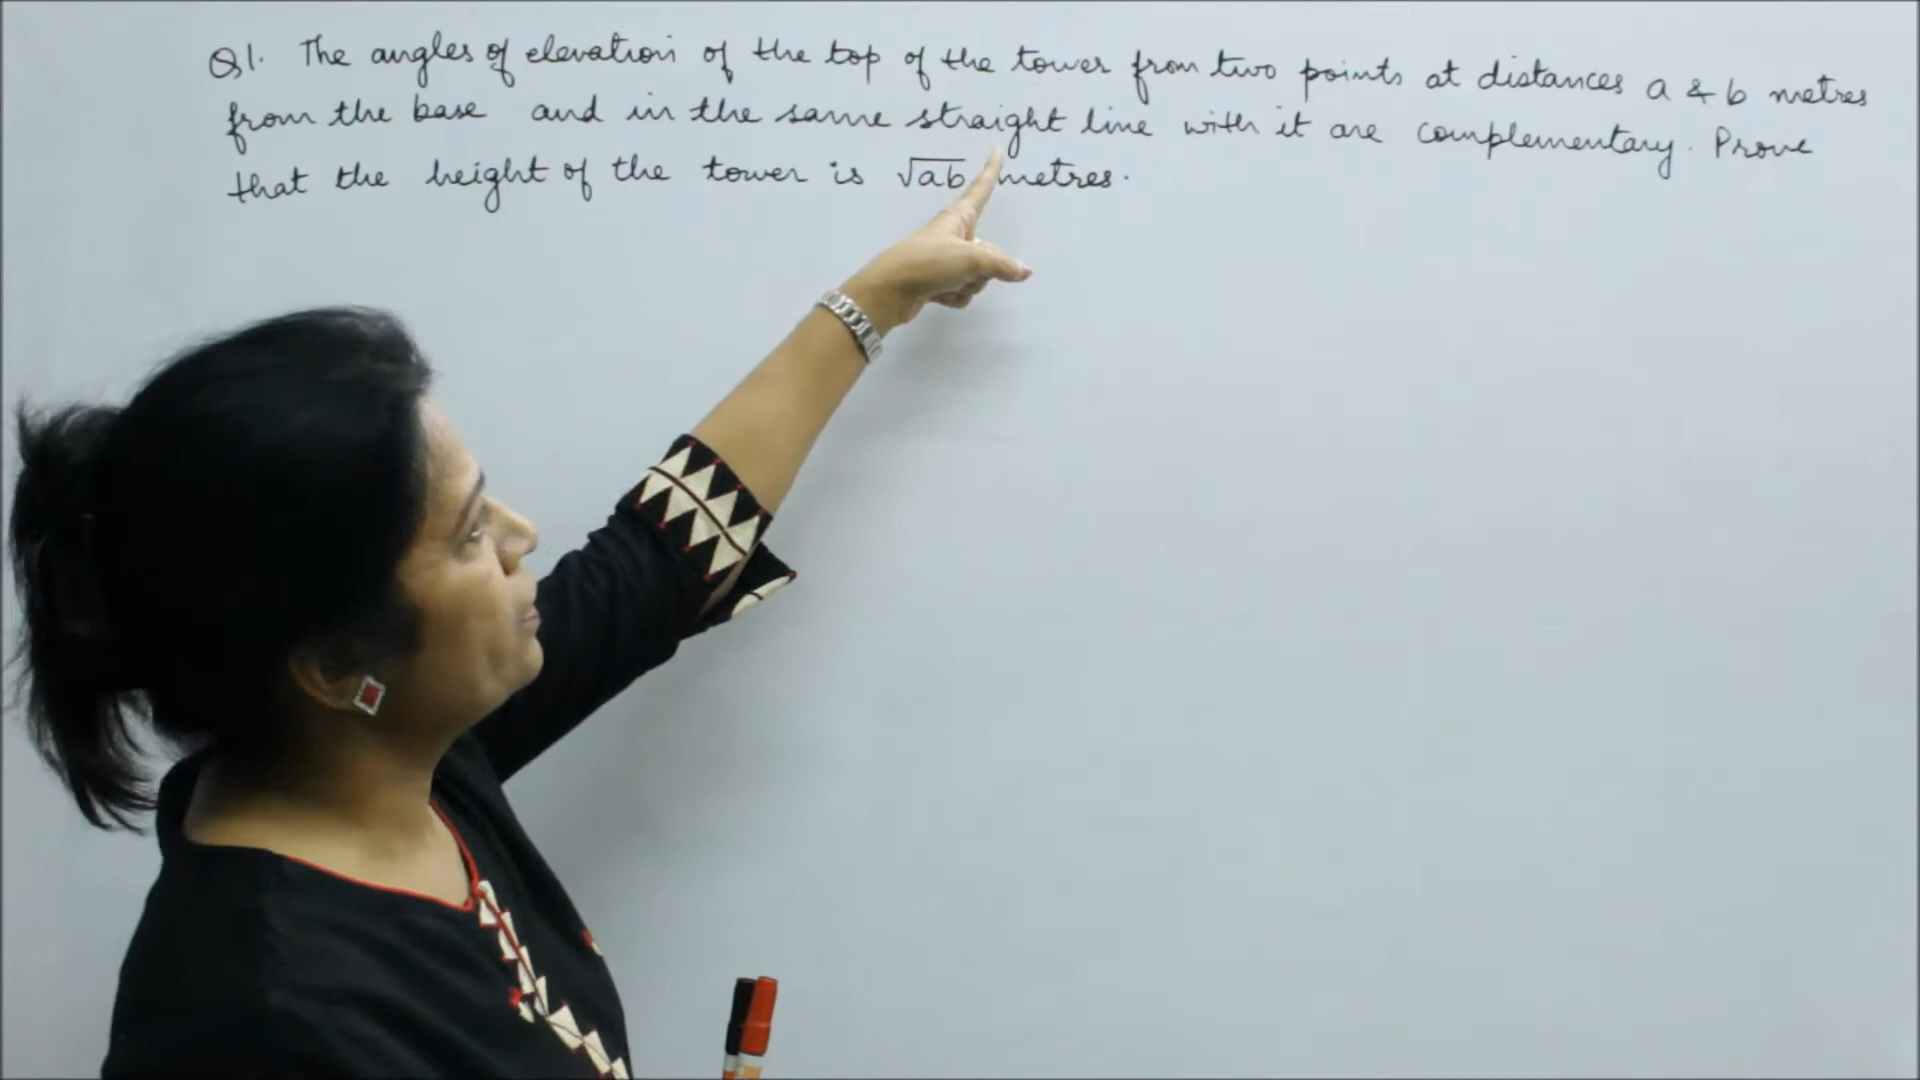 Q1. The angles of elevation of the top of the tower from two points at distances a & b metres
from the base and in the same straight line with it are complementary. Prove
that the height of the tower is √ab metres.